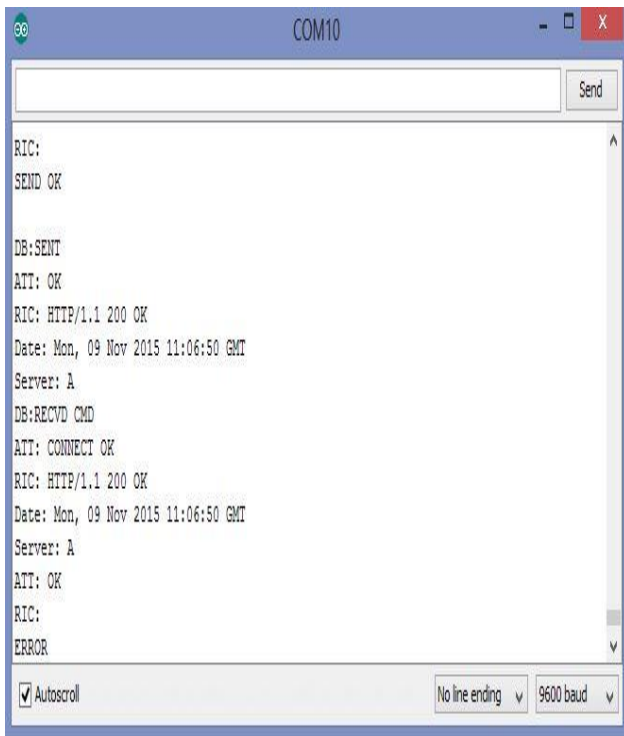 COM10
Send
RIC:
SEND OK
DB:SENT
ATT: OK
RIC: HTTP/1.1 200 OK
Date: Mon, 09 Nov 2015 11:06:50 GMT
Server: A
DB:RECVD CMD
ATT: CONNECT OK
RIC: HTTP/1.1 200 OK
Date: Mon, 09 Nov 2015 11:06:50 GMT
Server: A
ATT: OK
RIC:
ERROR
Autoscroll
No line ending
9600 baud